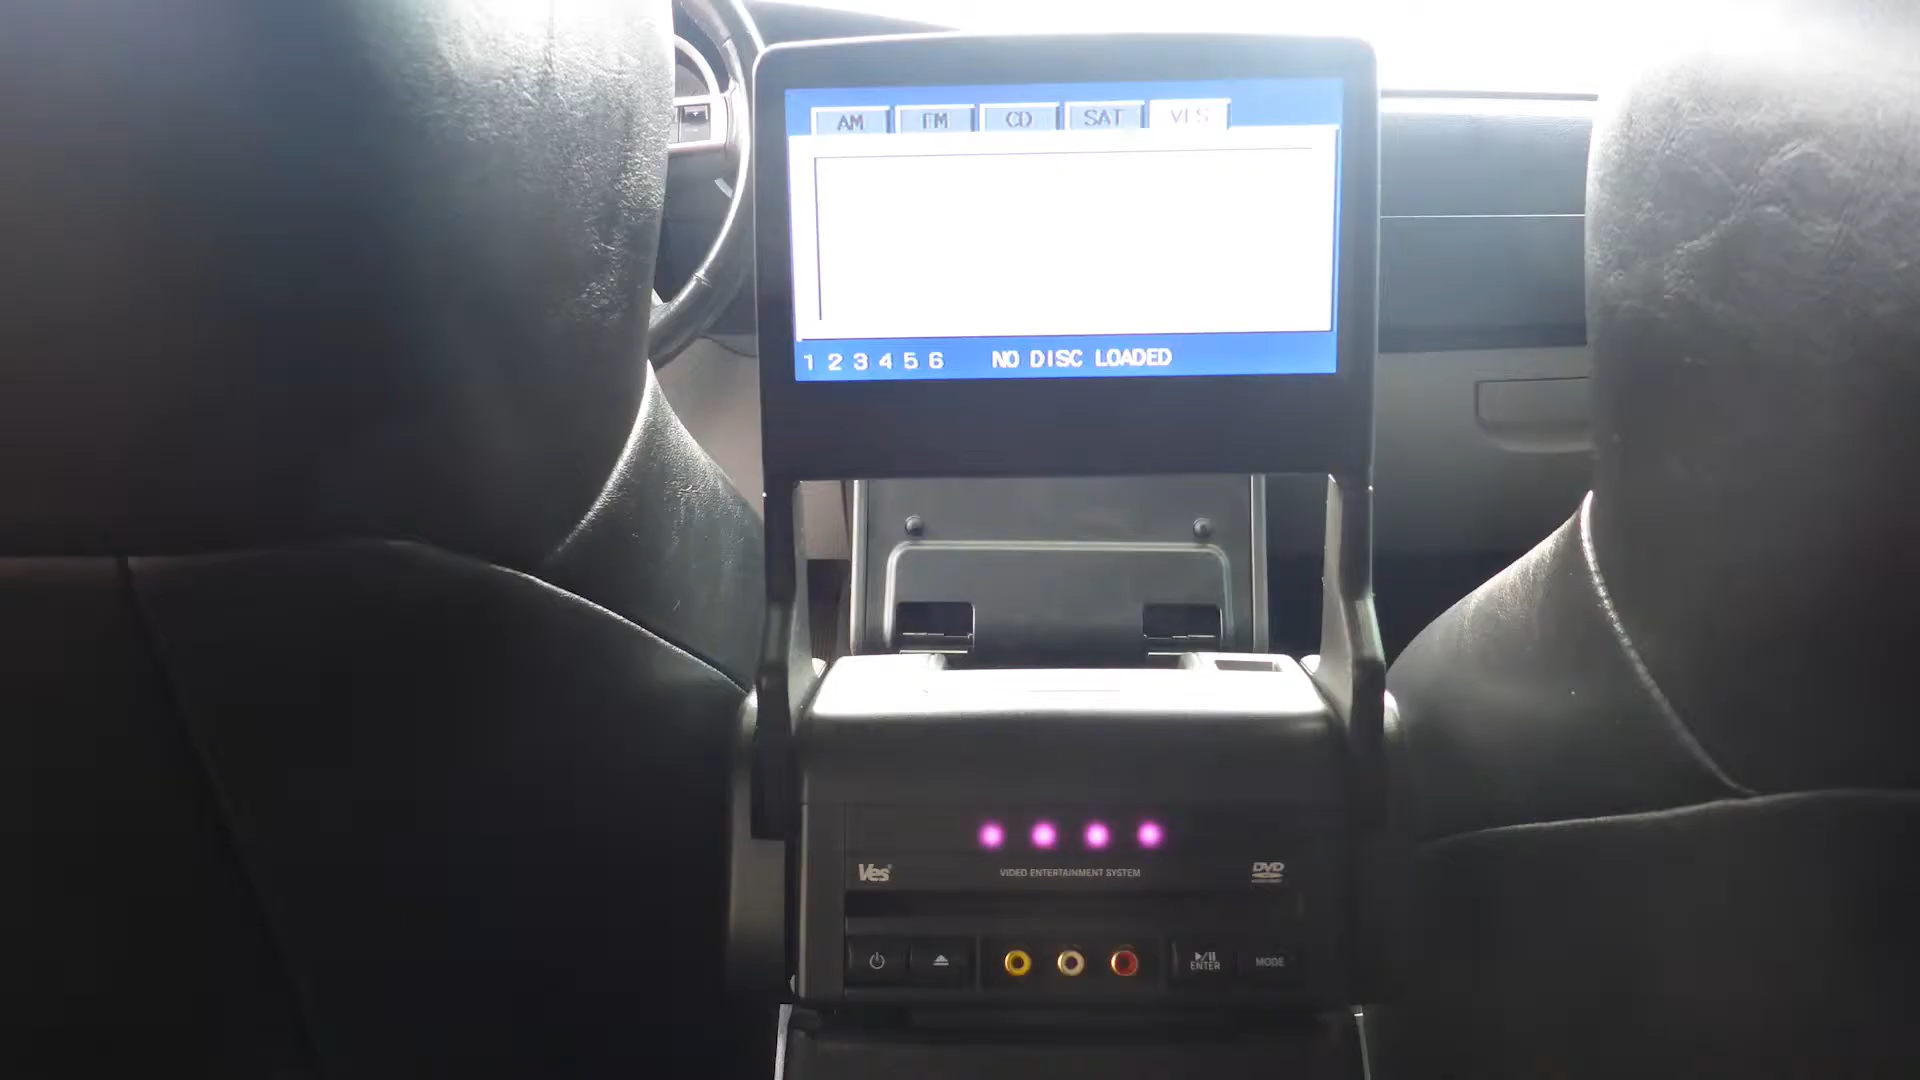 AM FM CD SAT VES
1 2 3 4 5 6 NO DISC LOADED
Ves VIDEO ENTERTAINMENT SYSTEM DVD
ENTER MODE